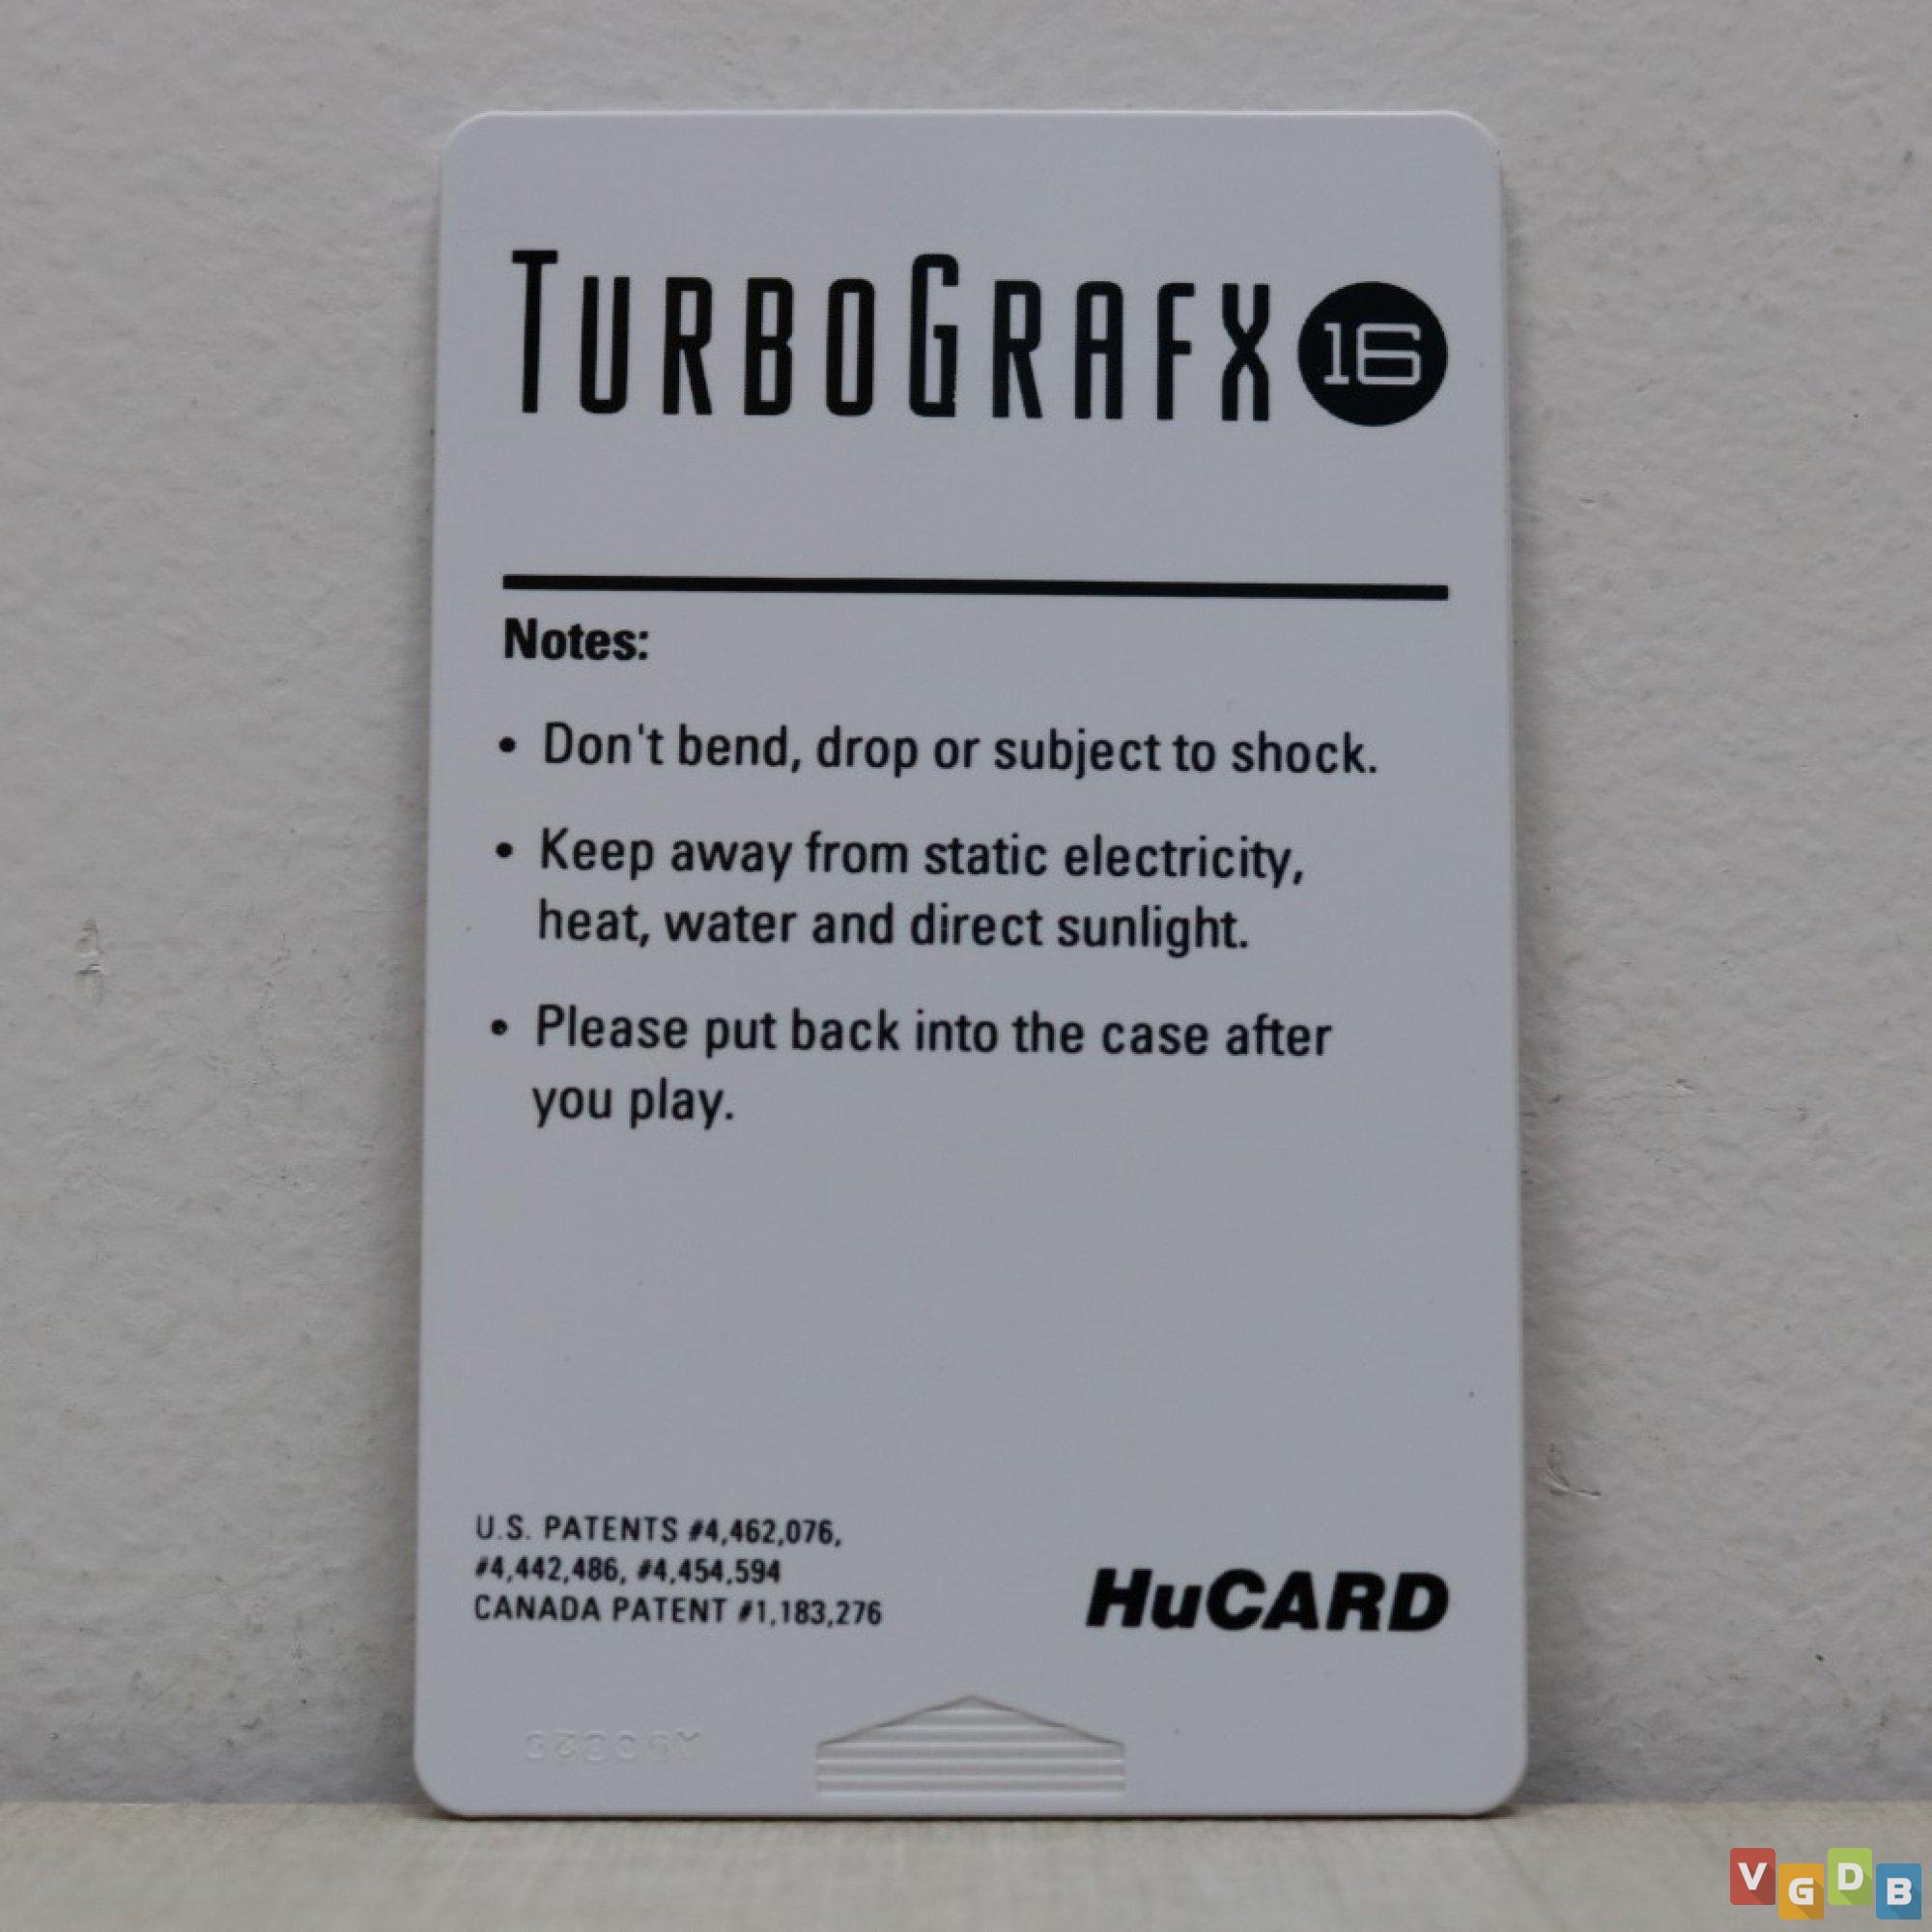 TURBOGRAFX 16
Notes:
• Don't bend, drop or subject to shock.
• Keep away from static electricity,
heat, water and direct sunlight.
• Please put back into the case after
you play.
U.S. PATENTS #4,462,076,
#4,442,486, #4,454,594
CANADA PATENT #1,183,276
HuCARD
VGDB